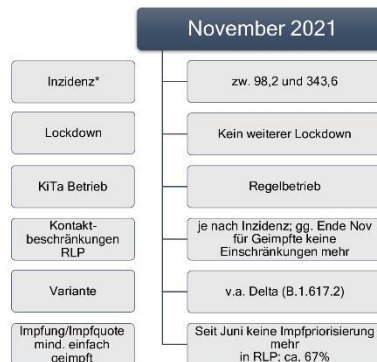 November 2021
Inzidenz*
zw. 98,2 und 343,6
Lockdown
Kein weiterer Lockdown
KiTa Betrieb
Regelbetrieb
Kontakt-
beschränkungen
RLP
je nach Inzidenz; gg. Ende Nov
für Geimpfte keine
Einschränkungen mehr
Variante
v.a. Delta (B.1.617.2)
Impfung/Impfquote
mind. einfach
geimpft
Seit Juni keine Impfpriorisierung
mehr
in RLP: ca. 67%